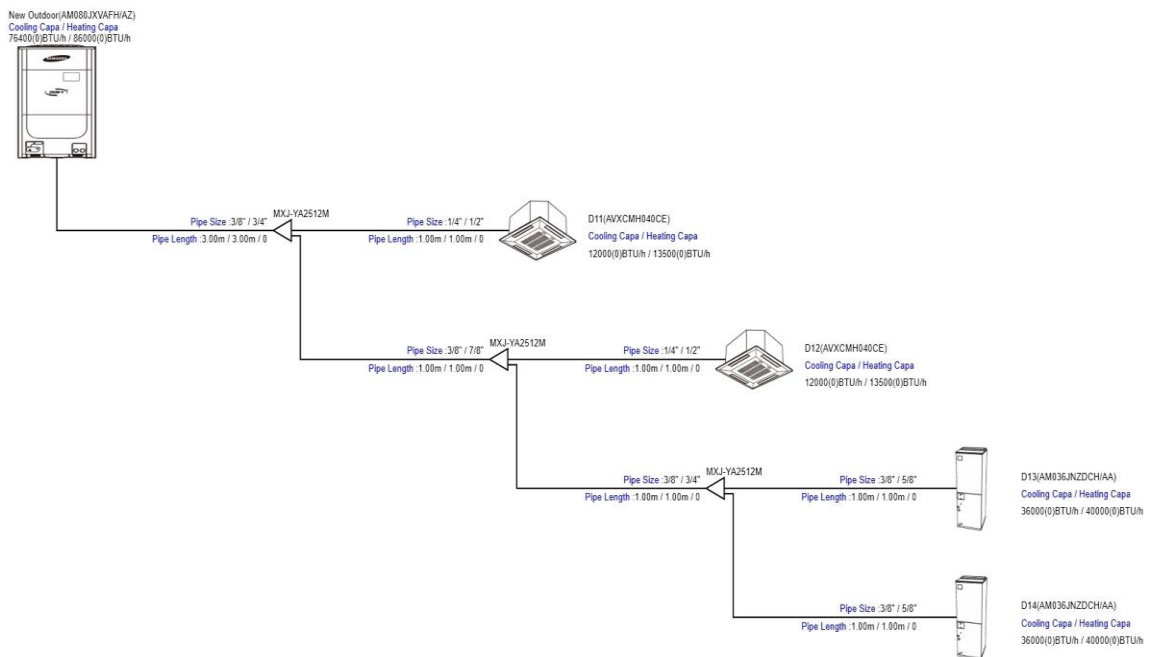 New Outdoor(AM080JXVAFH/AZ)
Cooling Capa / Heating Capa
76400(0)BTU/h / 86000(0)BTU/h
SAMSUNG
Pipe Size :3/8" / 3/4"
MXJ-YA2512M
Pipe Length :3.00m / 3.00m / 0
Pipe Size :1/4" / 1/2"
Pipe Length :1.00m / 1.00m / 0
D11(AVXCMH040CE)
Cooling Capa / Heating Capa
12000(0)BTU/h / 13500(0)BTU/h
Pipe Size :3/8" / 7/8"
MXJ-YA2512M
Pipe Length :1.00m / 1.00m / 0
Pipe Size :1/4" / 1/2"
Pipe Length :1.00m / 1.00m / 0
D12(AVXCMH040CE)
Cooling Capa / Heating Capa
12000(0)BTU/h / 13500(0)BTU/h
Pipe Size :3/8" / 3/4"
MXJ-YA2512M
Pipe Length :1.00m / 1.00m / 0
Pipe Size :3/8" / 5/8"
Pipe Length :1.00m / 1.00m / 0
D13(AM036JNZDCH/AA)
Cooling Capa / Heating Capa
36000(0)BTU/h / 40000(0)BTU/h
Pipe Size :3/8" / 5/8"
Pipe Length :1.00m / 1.00m / 0
D14(AM036JNZDCH/AA)
Cooling Capa / Heating Capa
36000(0)BTU/h / 40000(0)BTU/h